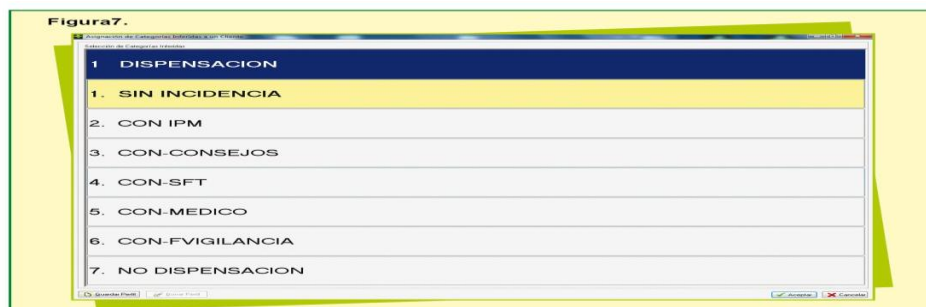 Figura7.
Asignación de Categorías Inferidas a un Cliente
Selección de Categorías Inferidas
1 DISPENSACION
1. SIN INCIDENCIA
2. CON IPM
3. CON-CONSEJOS
4. CON-SFT
5. CON-MEDICO
6. CON-FVIGILANCIA
7. NO DISPENSACION
Guardar Perfil
Aceptar
Cancelar